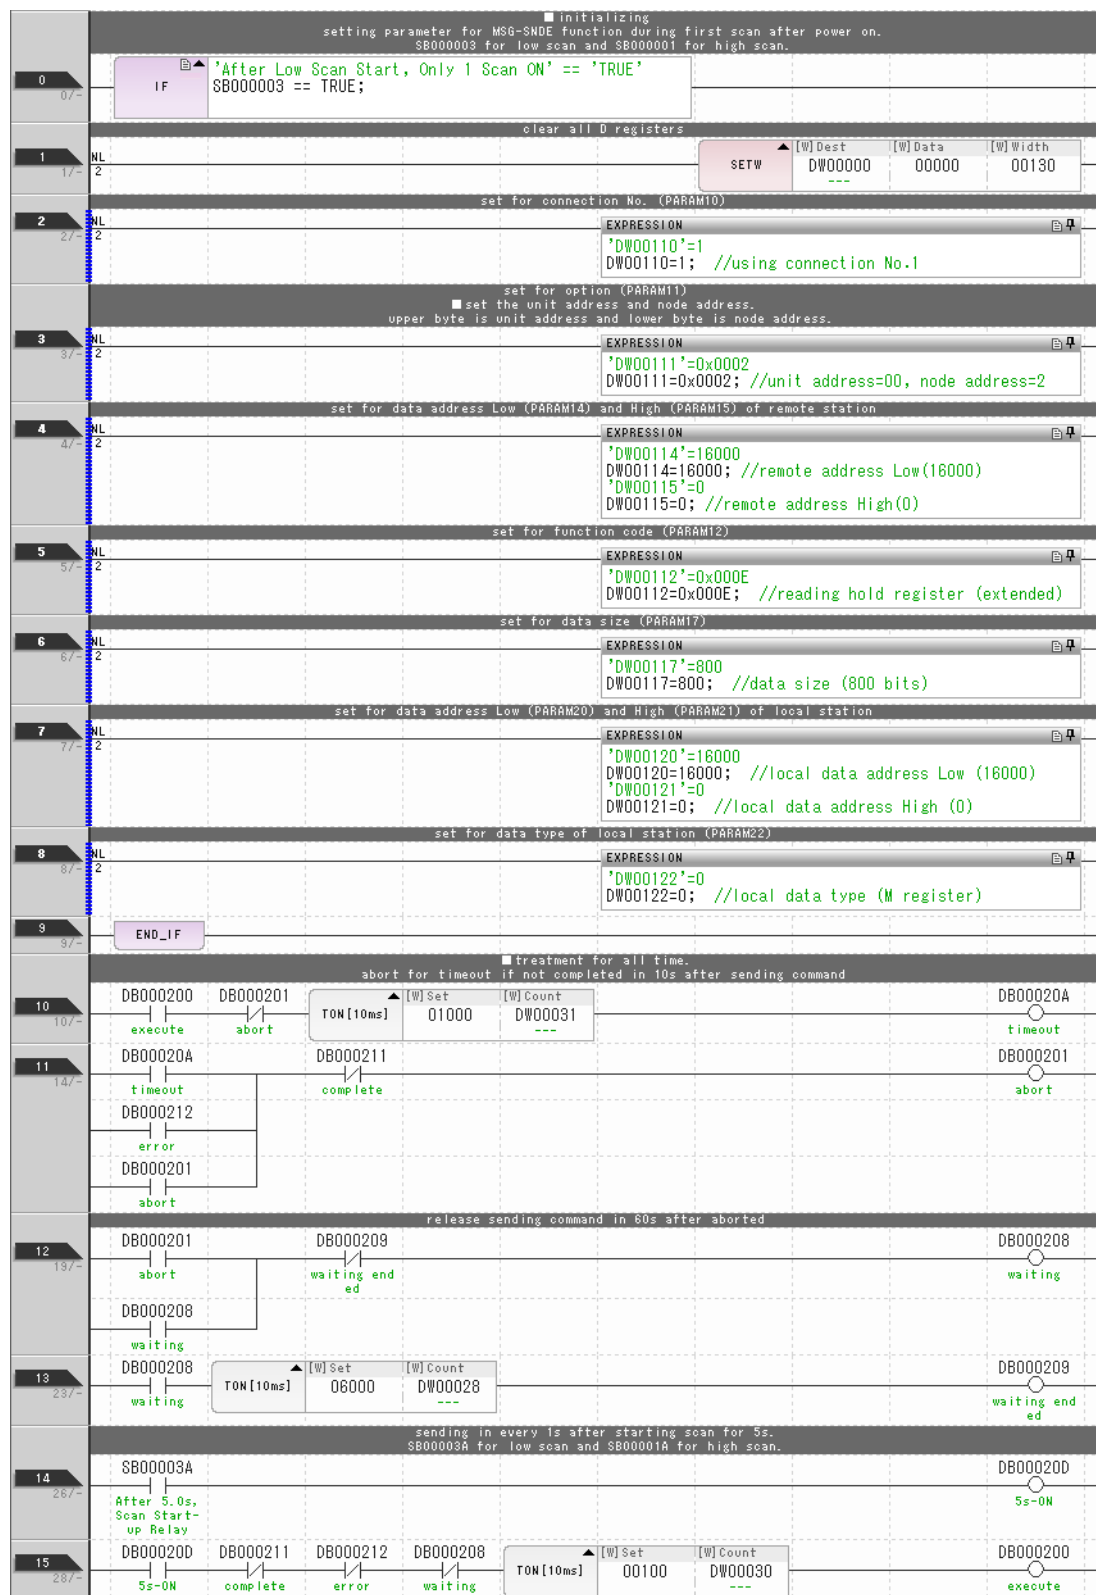 ■initializing
setting parameter for MSG-SNDE function during first scan after power on.
SB000003 for low scan and SB000001 for high scan.
0
0/-
IF
'After Low Scan Start, Only 1 Scan ON' == 'TRUE'
SB000003 == TRUE;
clear all D registers
1
1/-
NL
2
SETW
[W]Dest [W]Data [W]Width
DW00000 00000 00130
---
set for connection No. (PARAM10)
2
2/-
NL
2
EXPRESSION
'DW00110'=1
DW00110=1; //using connection No.1
set for option (PARAM11)
■set the unit address and node address.
upper byte is unit address and lower byte is node address.
3
3/-
NL
2
EXPRESSION
'DW00111'=0x0002
DW00111=0x0002; //unit address=00, node address=2
set for data address Low (PARAM14) and High (PARAM15) of remote station
4
4/-
NL
2
EXPRESSION
'DW00114'=16000
DW00114=16000; //remote address Low(16000)
'DW00115'=0
DW00115=0; //remote address High(0)
set for function code (PARAM12)
5
5/-
NL
2
EXPRESSION
'DW00112'=0x000E
DW00112=0x000E; //reading hold register (extended)
set for data size (PARAM17)
6
6/-
NL
2
EXPRESSION
'DW00117'=800
DW00117=800; //data size (800 bits)
set for data address Low (PARAM20) and High (PARAM21) of local station
7
7/-
NL
2
EXPRESSION
'DW00120'=16000
DW00120=16000; //local data address Low (16000)
'DW00121'=0
DW00121=0; //local data address High (0)
set for data type of local station (PARAM22)
8
8/-
NL
2
EXPRESSION
'DW00122'=0
DW00122=0; //local data type (M register)
9
9/-
END_IF
■treatment for all time.
abort for timeout if not completed in 10s after sending command
10
10/-
DB000200 DB000201 [W]Set [W]Count DB00020A
TON[10ms] 01000 DW00031
---
execute abort timeout
11
14/-
DB00020A DB000211 DB000201
timeout complete abort
DB000212
error
DB000201
abort
release sending command in 60s after aborted
12
19/-
DB000201 DB000209 DB000208
abort waiting end
ed waiting
DB000208
waiting
13
23/-
DB000208 [W]Set [W]Count DB000209
TON[10ms] 06000 DW00028
---
waiting waiting end
ed
sending in every 1s after starting scan for 5s.
SB00003A for low scan and SB00001A for high scan.
14
26/-
SB00003A DB00020D
After 5.0s,
Scan Start-
up Relay
5s-ON
15
28/-
DB00020D DB000211 DB000212 DB000208 [W]Set [W]Count DB000200
TON[10ms] 00100 DW00030
---
5s-ON complete error waiting execute